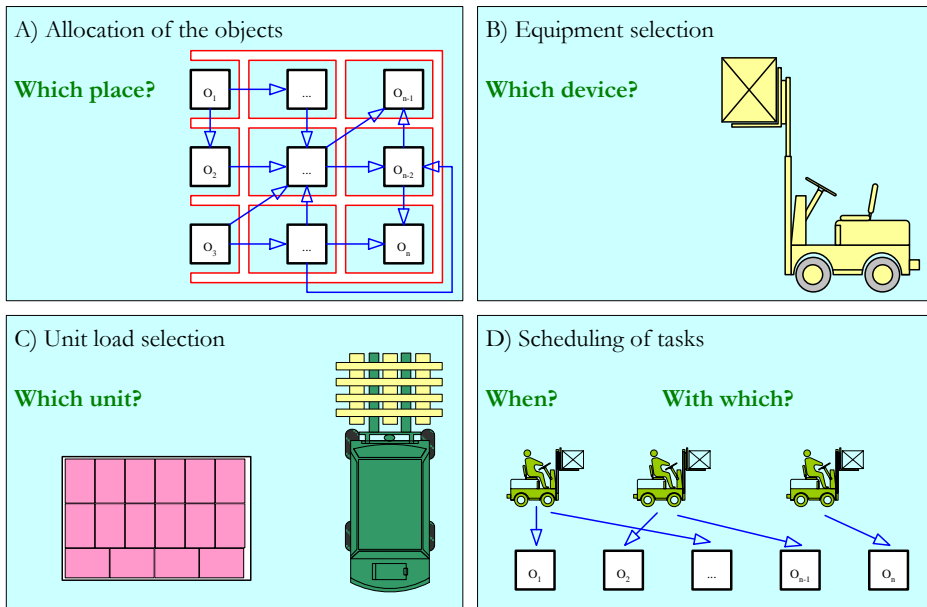 A) Allocation of the objects
Which place?
O1 ... On-1
O2 ... On-2
O3 ... On
B) Equipment selection
Which device?
C) Unit load selection
Which unit?
D) Scheduling of tasks
When? With which?
O1 O2 ... On-1 On